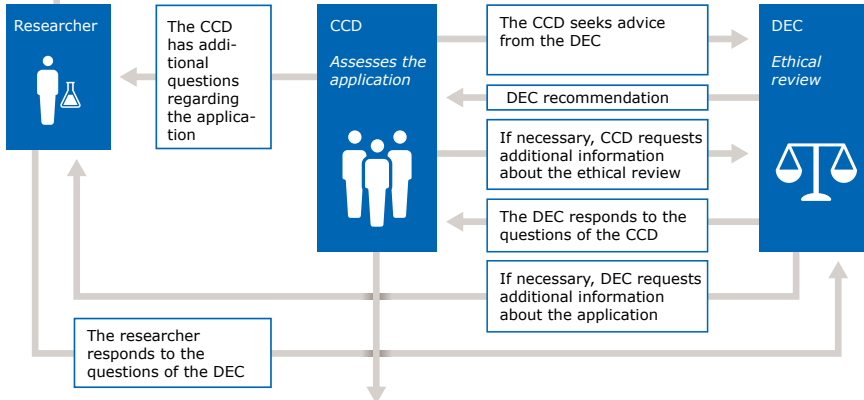 Researcher
The CCD
has addi-
tional
questions
regarding
the applica-
tion
CCD
Assesses the
application
The CCD seeks advice
from the DEC
DEC recommendation
If necessary, CCD requests
additional information
about the ethical review
The DEC responds to the
questions of the CCD
If necessary, DEC requests
additional information
about the application
DEC
Ethical
review
The researcher
responds to the
questions of the DEC